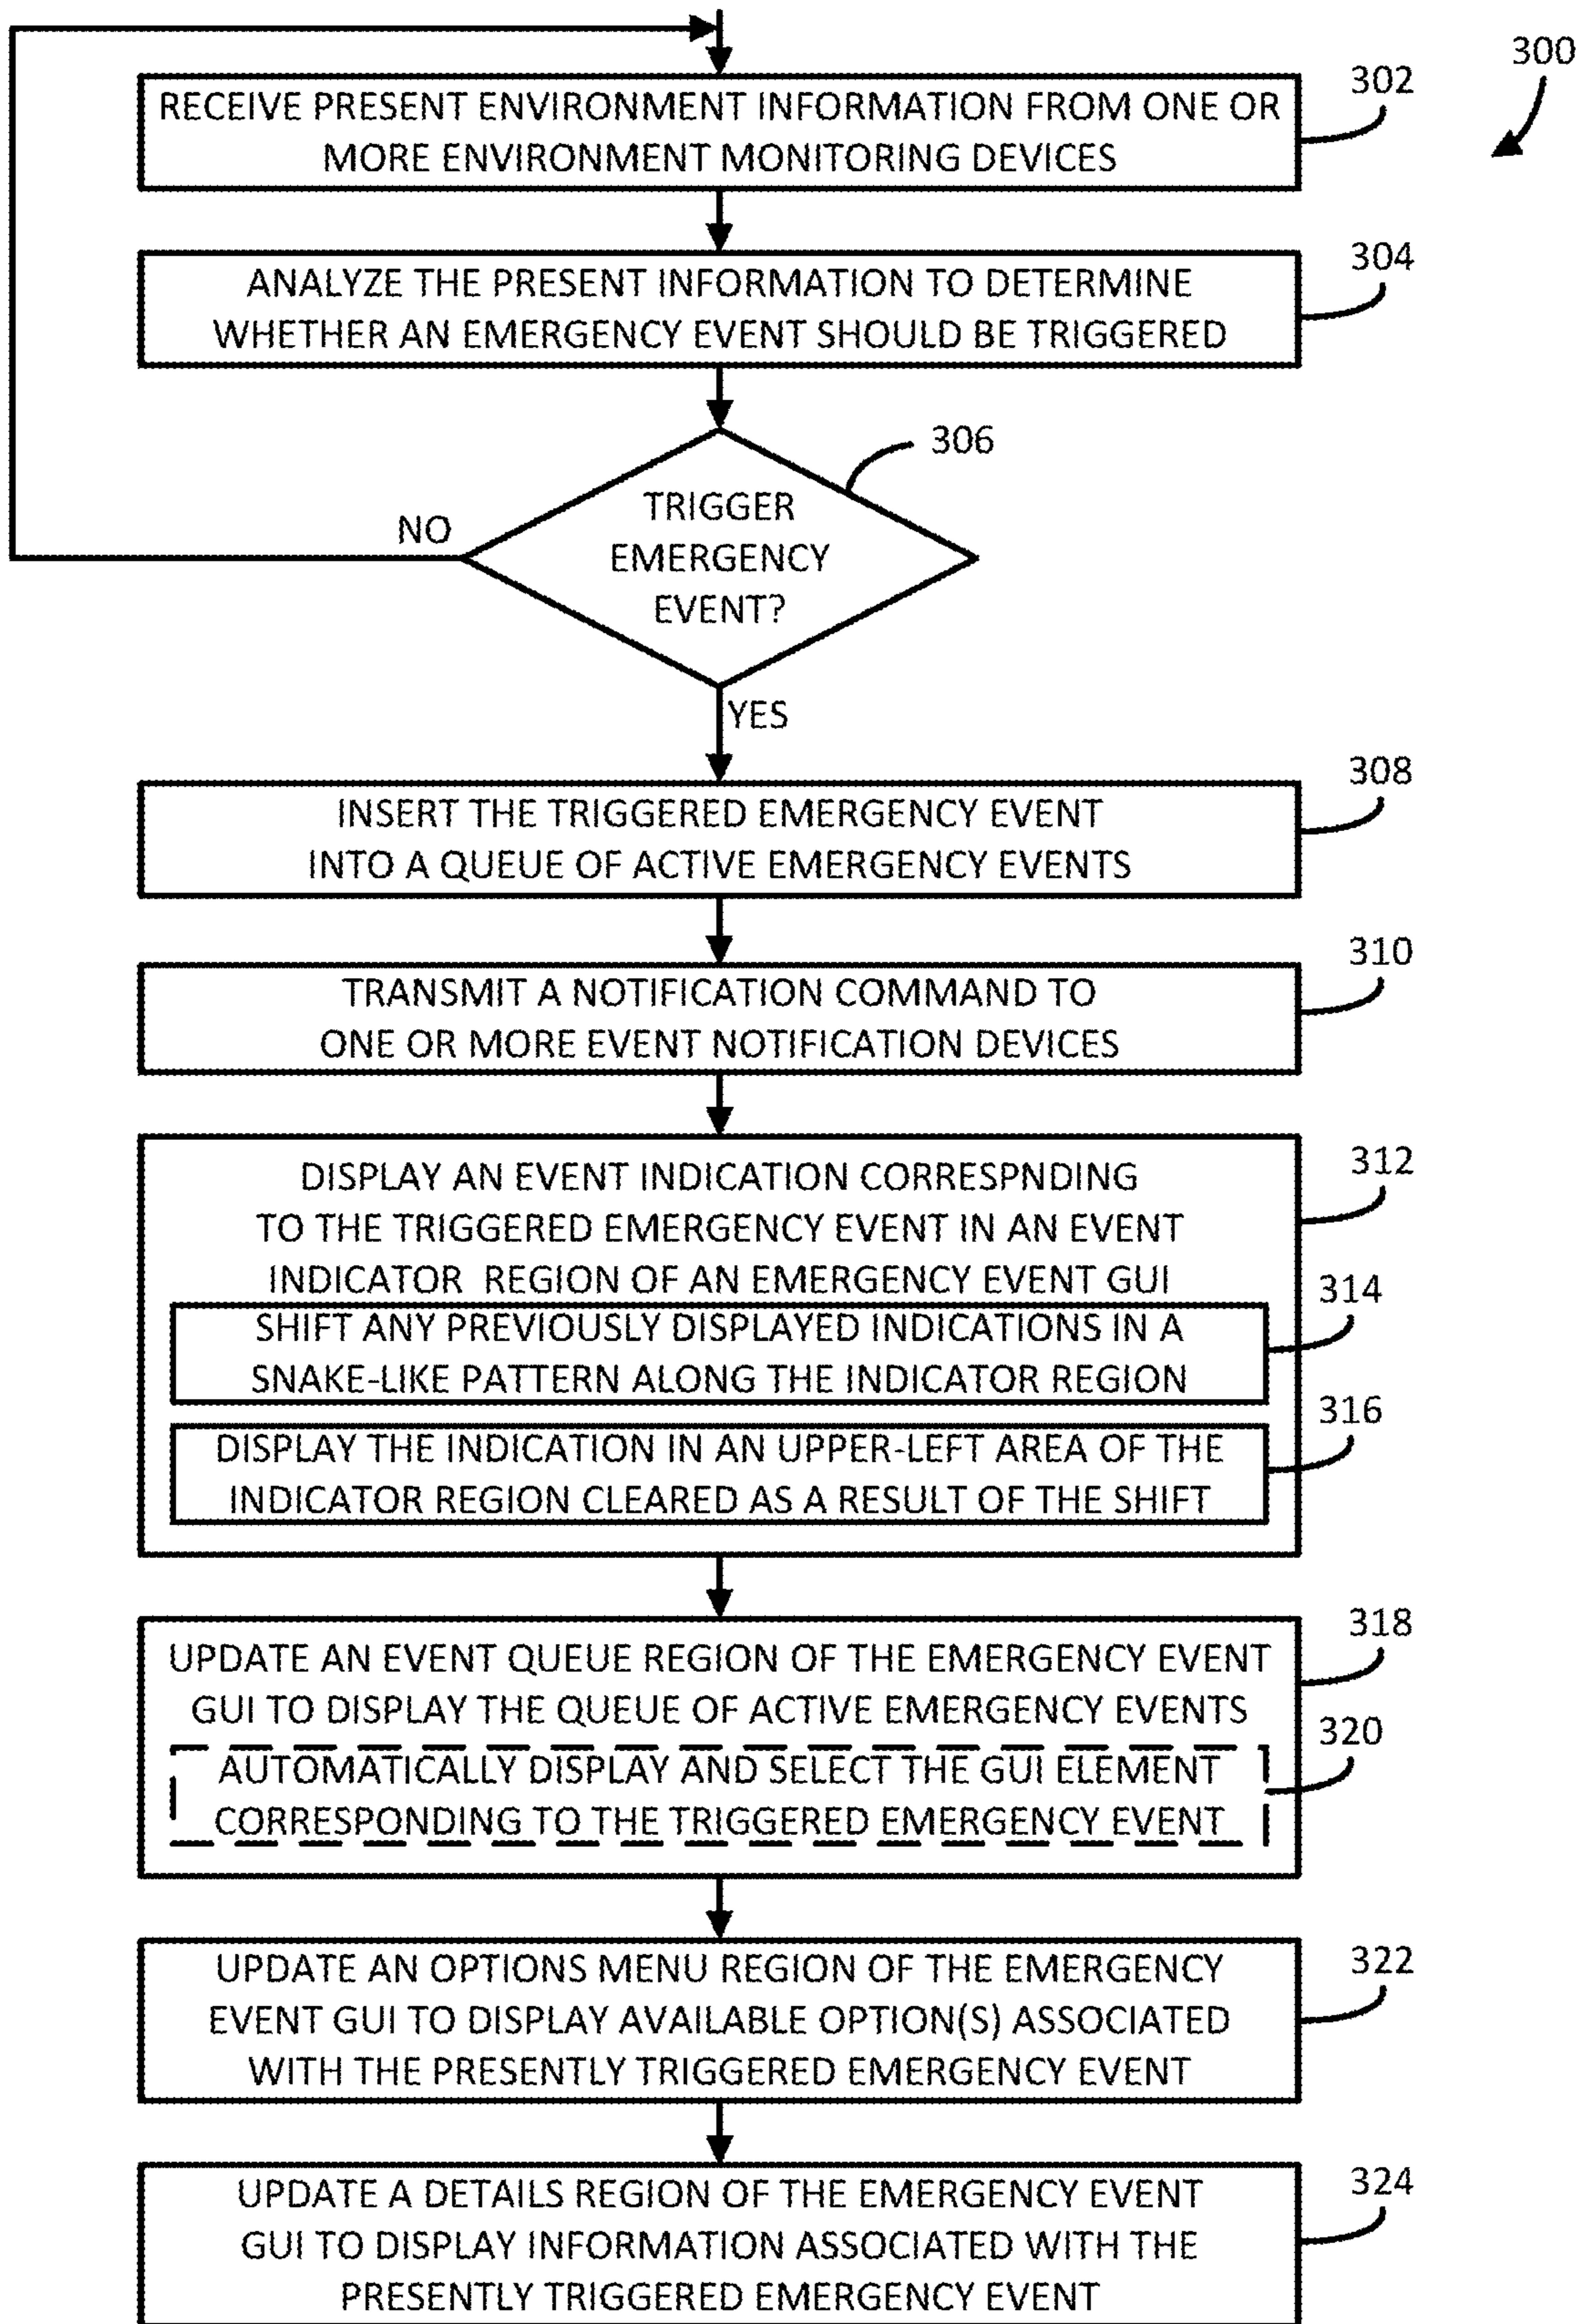 300
302
RECEIVE PRESENT ENVIRONMENT INFORMATION FROM ONE OR
MORE ENVIRONMENT MONITORING DEVICES
304
ANALYZE THE PRESENT INFORMATION TO DETERMINE
WHETHER AN EMERGENCY EVENT SHOULD BE TRIGGERED
306
TRIGGER
EMERGENCY
EVENT?
NO
YES
308
INSERT THE TRIGGERED EMERGENCY EVENT
INTO A QUEUE OF ACTIVE EMERGENCY EVENTS
310
TRANSMIT A NOTIFICATION COMMAND TO
ONE OR MORE EVENT NOTIFICATION DEVICES
312
DISPLAY AN EVENT INDICATION CORRESPNDING
TO THE TRIGGERED EMERGENCY EVENT IN AN EVENT
INDICATOR REGION OF AN EMERGENCY EVENT GUI
314
SHIFT ANY PREVIOUSLY DISPLAYED INDICATIONS IN A
SNAKE-LIKE PATTERN ALONG THE INDICATOR REGION
316
DISPLAY THE INDICATION IN AN UPPER-LEFT AREA OF THE
INDICATOR REGION CLEARED AS A RESULT OF THE SHIFT
318
UPDATE AN EVENT QUEUE REGION OF THE EMERGENCY EVENT
GUI TO DISPLAY THE QUEUE OF ACTIVE EMERGENCY EVENTS
320
AUTOMATICALLY DISPLAY AND SELECT THE GUI ELEMENT
CORRESPONDING TO THE TRIGGERED EMERGENCY EVENT
322
UPDATE AN OPTIONS MENU REGION OF THE EMERGENCY
EVENT GUI TO DISPLAY AVAILABLE OPTION(S) ASSOCIATED
WITH THE PRESENTLY TRIGGERED EMERGENCY EVENT
324
UPDATE A DETAILS REGION OF THE EMERGENCY EVENT
GUI TO DISPLAY INFORMATION ASSOCIATED WITH THE
PRESENTLY TRIGGERED EMERGENCY EVENT